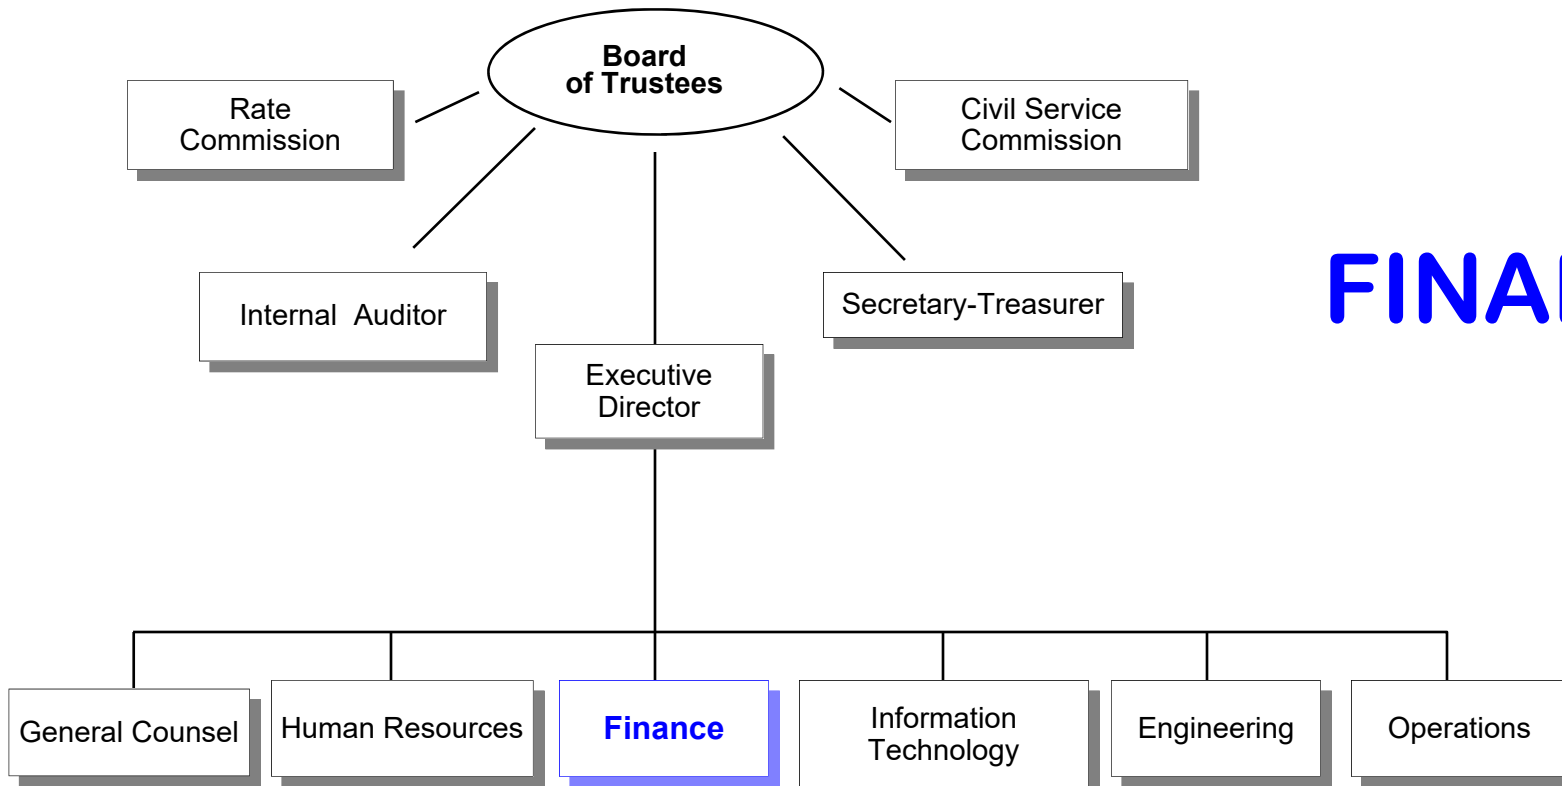 Board
of Trustees
Rate
Commission
Civil Service
Commission
Internal Auditor
Secretary-Treasurer
Executive
Director
General Counsel
Human Resources
Finance
Information
Technology
Engineering
Operations